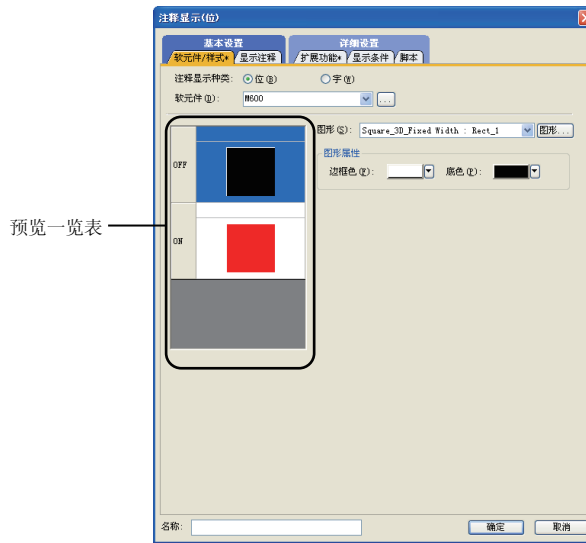 注释显示(位)
基本设置
详细设置
软元件/样式*
显示注释
扩展功能*
显示条件
脚本
注释显示种类:
位(B)
字(W)
软元件(D):
M600
...
图形(S):
Square_3D_Fixed Width : Rect_1
图形...
图形属性
边框色(F):
底色(P):
OFF
ON
预览一览表
名称:
确定
取消